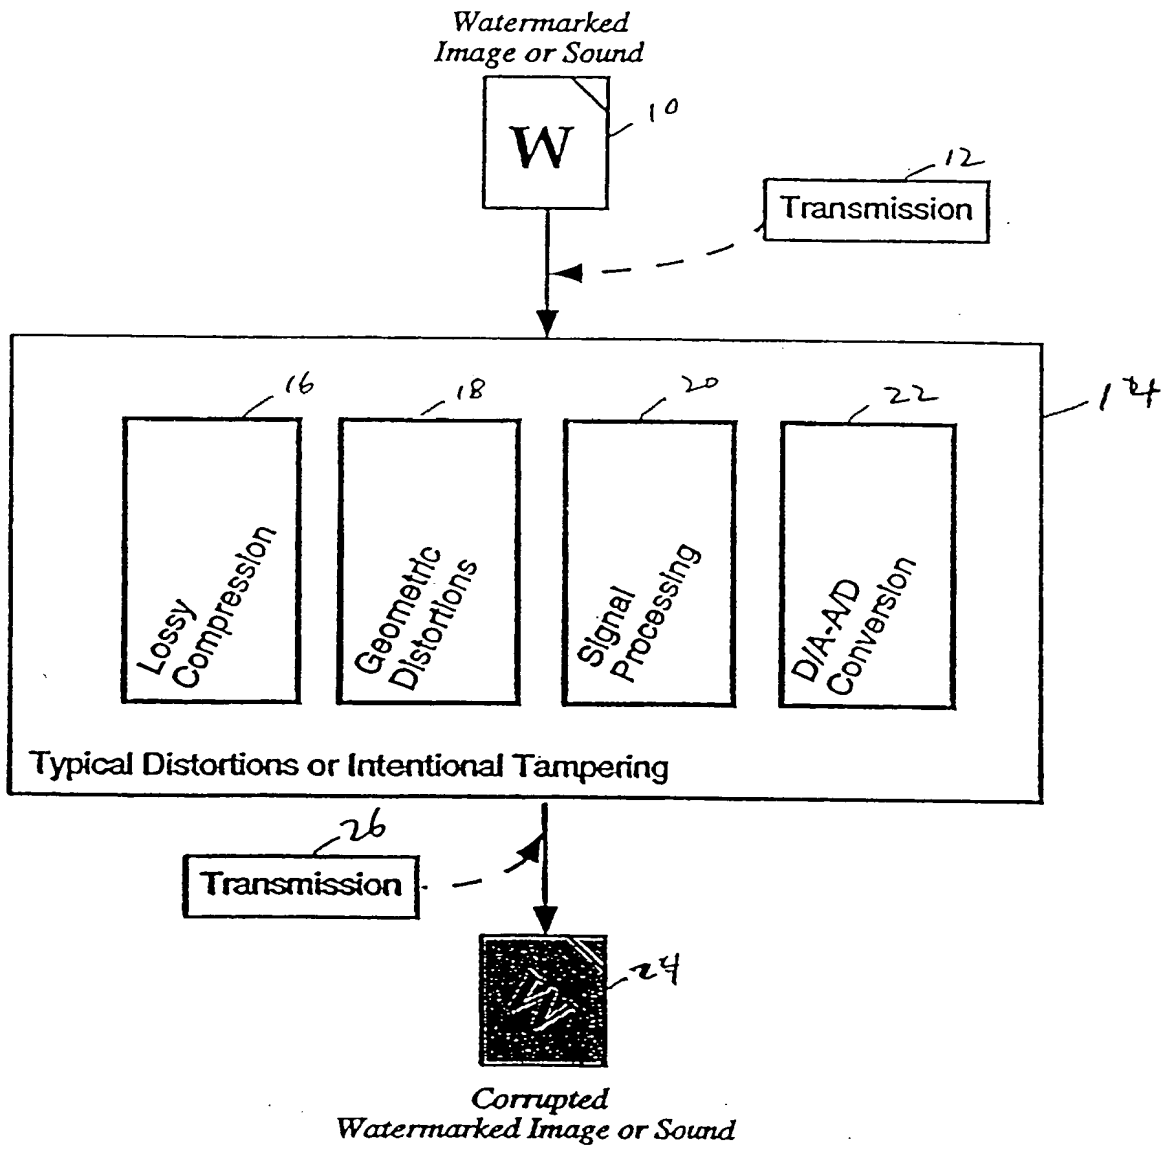 Watermarked
Image or Sound
W
10
12
Transmission
16
18
20
22
14
Lossy
Compression
Geometric
Distortions
Signal
Processing
D/A-A/D
Conversion
Typical Distortions or Intentional Tampering
26
Transmission
W
24
Corrupted
Watermarked Image or Sound